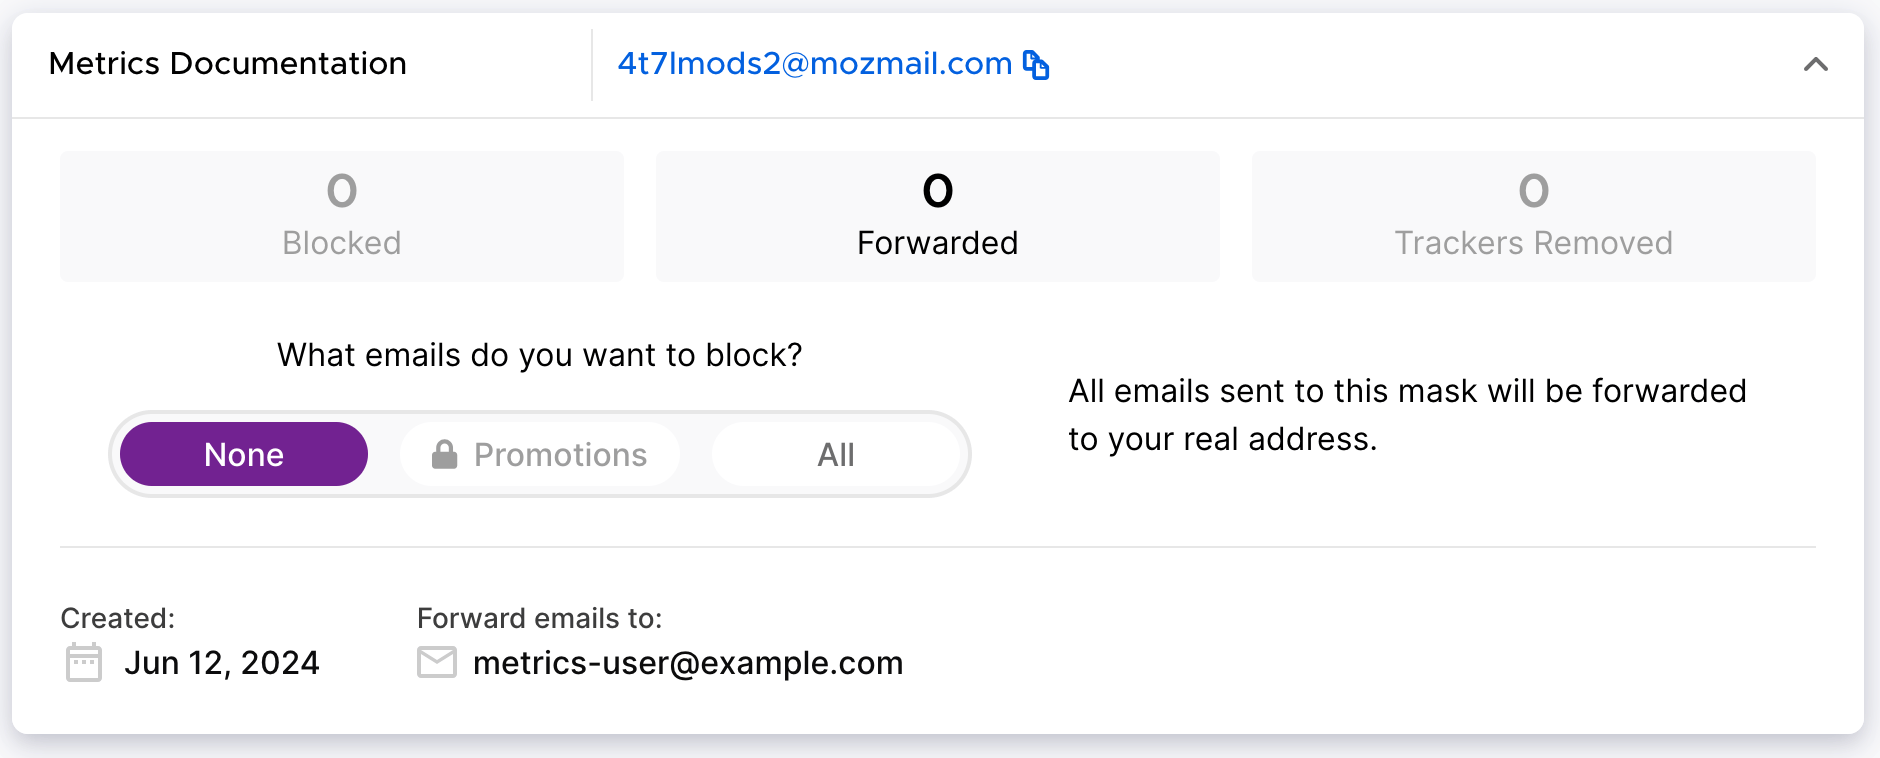 Metrics Documentation
4t7lmods2@mozmail.com
0
Blocked
0
Forwarded
0
Trackers Removed
What emails do you want to block?
None
Promotions
All
All emails sent to this mask will be forwarded
to your real address.
Created:
Jun 12, 2024
Forward emails to:
metrics-user@example.com